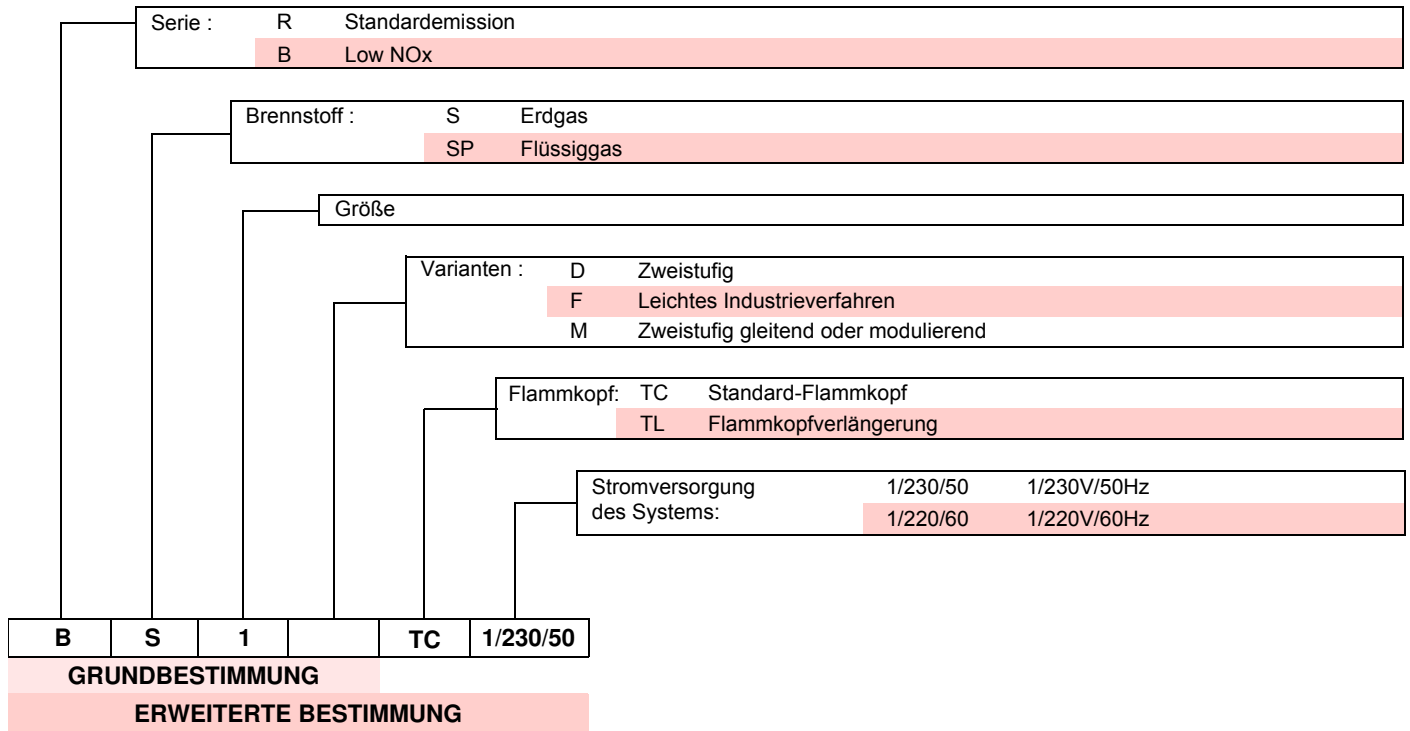 Serie : R Standardemission
B Low NOx
Brennstoff : S Erdgas
SP Flüssiggas
Größe
Varianten : D Zweistufig
F Leichtes Industrieverfahren
M Zweistufig gleitend oder modulierend
Flammkopf: TC Standard-Flammkopf
TL Flammkopfverlängerung
Stromversorgung 1/230/50 1/230V/50Hz
des Systems: 1/220/60 1/220V/60Hz
B S 1 TC 1/230/50
GRUNDBESTIMMUNG
ERWEITERTE BESTIMMUNG